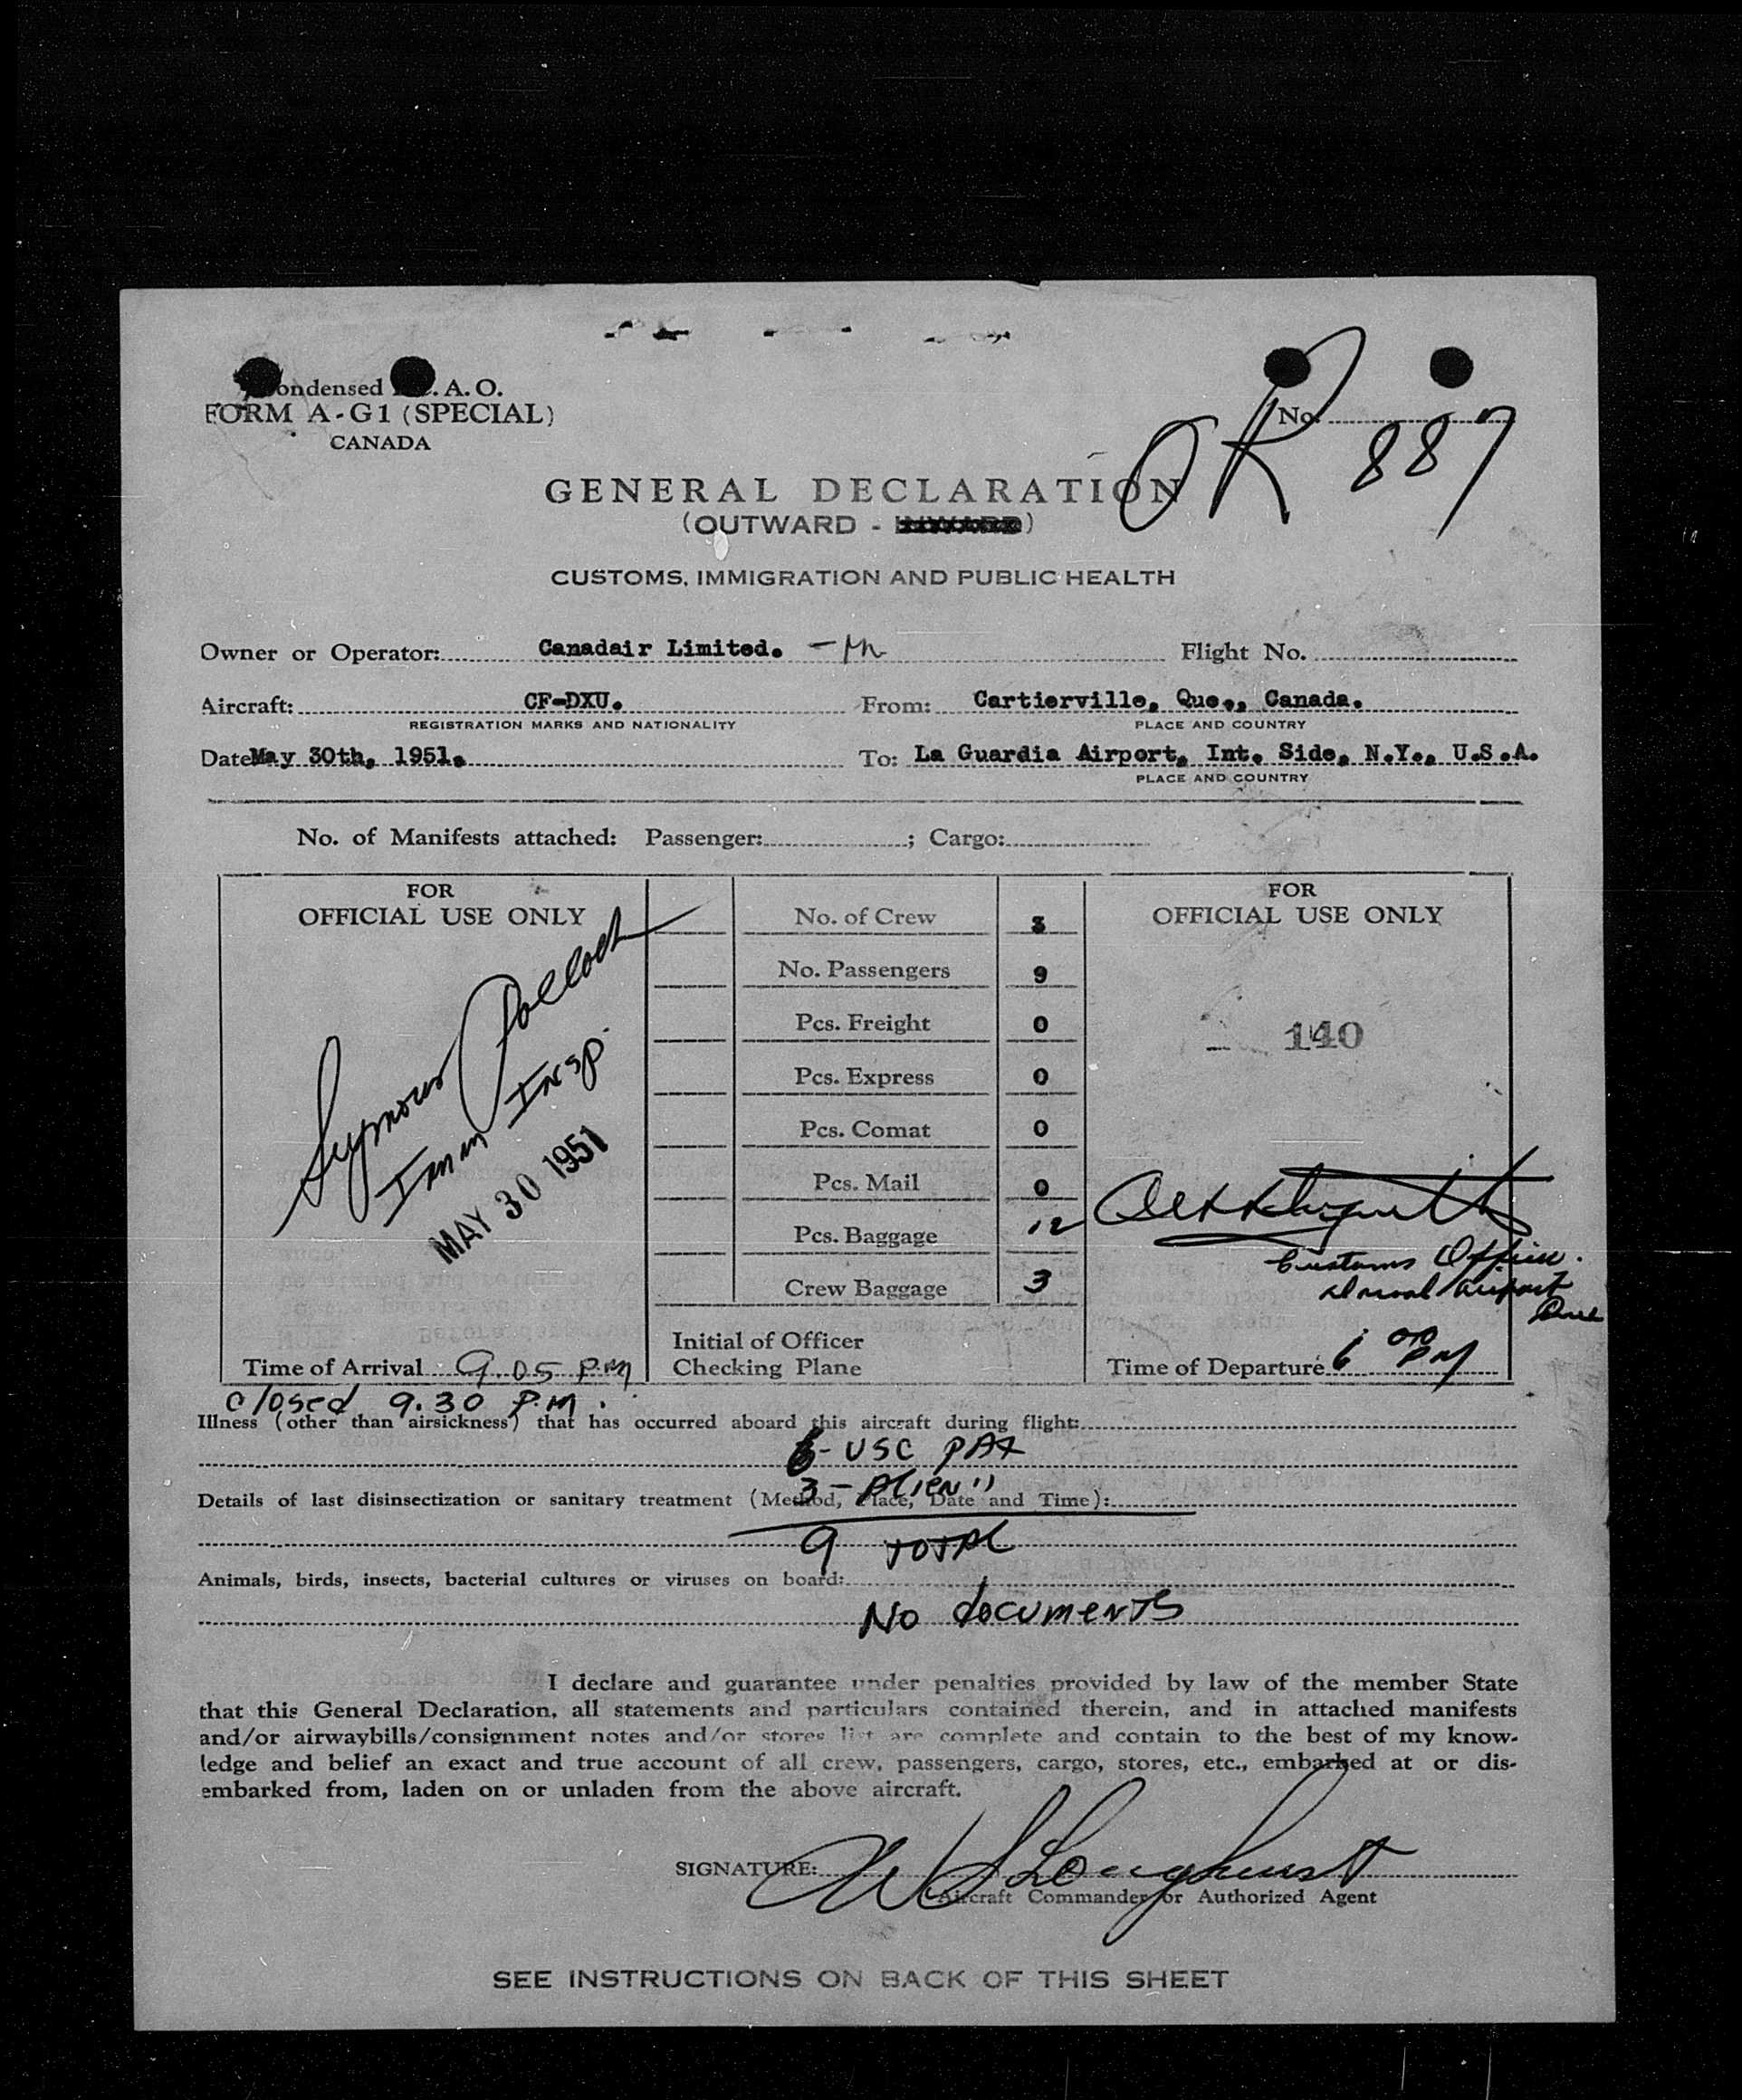 ondensed . A. O.
FORM A-G1 (SPECIAL)
CANADA
No.
OK 887
GENERAL DECLARATION
(OUTWARD - INWARD)
CUSTOMS, IMMIGRATION AND PUBLIC HEALTH
Owner or Operator: Canadair Limited. Flight No.
Aircraft: CF-DXU. From: Cartierville, Que., Canada.
REGISTRATION MARKS AND NATIONALITY PLACE AND COUNTRY
Date May 30th, 1951. To: La Guardia Airport, Int. Side, N.Y., U.S.A.
PLACE AND COUNTRY
No. of Manifests attached: Passenger: ; Cargo:
FOR
OFFICIAL USE ONLY
Seymour Pollock
Imm Insp.
MAY 30 1951
Time of Arrival 9.05 P.M
closed 9.30 P.M.
No. of Crew 3
No. Passengers 9
Pcs. Freight 0
Pcs. Express 0
Pcs. Comat 0
Pcs. Mail 0
Pcs. Baggage 12
Crew Baggage 3
Initial of Officer
Checking Plane
FOR
OFFICIAL USE ONLY
140
Customs Office.
Airport
Que
Time of Departure 6 00 PM
Illness (other than airsickness) that has occurred aboard this aircraft during flight:
6 - USC PAX
3 - Alien "
Details of last disinsectization or sanitary treatment (Method, Place, Date and Time):
9 TOTAL
Animals, birds, insects, bacterial cultures or viruses on board:
No documents
I declare and guarantee under penalties provided by law of the member State
that this General Declaration, all statements and particulars contained therein, and in attached manifests
and/or airwaybills/consignment notes and/or stores list are complete and contain to the best of my know-
ledge and belief an exact and true account of all crew, passengers, cargo, stores, etc., embarked at or dis-
embarked from, laden on or unladen from the above aircraft.
SIGNATURE: Longhurst
Aircraft Commander or Authorized Agent
SEE INSTRUCTIONS ON BACK OF THIS SHEET